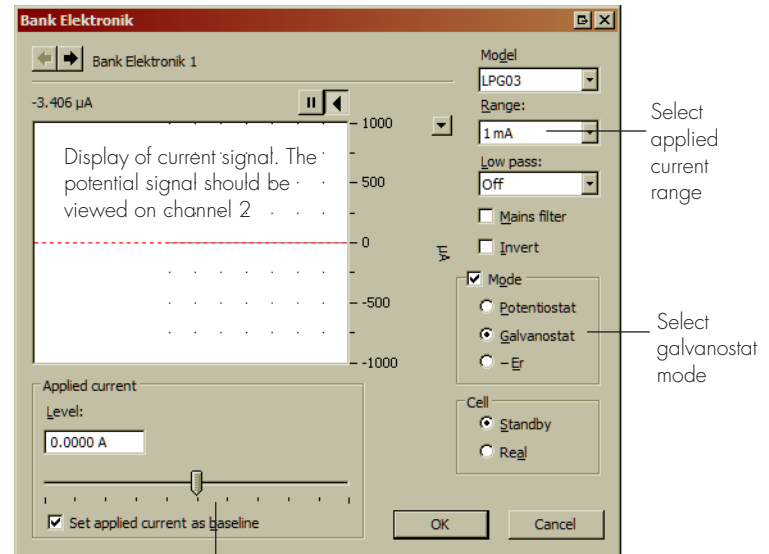 Bank Elektronik
Bank Elektronik 1
-3.406 µA
1000
500
0
-500
-1000
µA
Display of current signal. The
potential signal should be
viewed on channel 2
Applied current
Level:
0.0000 A
Set applied current as baseline
Model
LPG03
Range:
1 mA
Low pass:
Off
Mains filter
Invert
Mode
Potentiostat
Galvanostat
–Er
Cell
Standby
Real
OK
Cancel
Select
applied
current
range
Select
galvanostat
mode